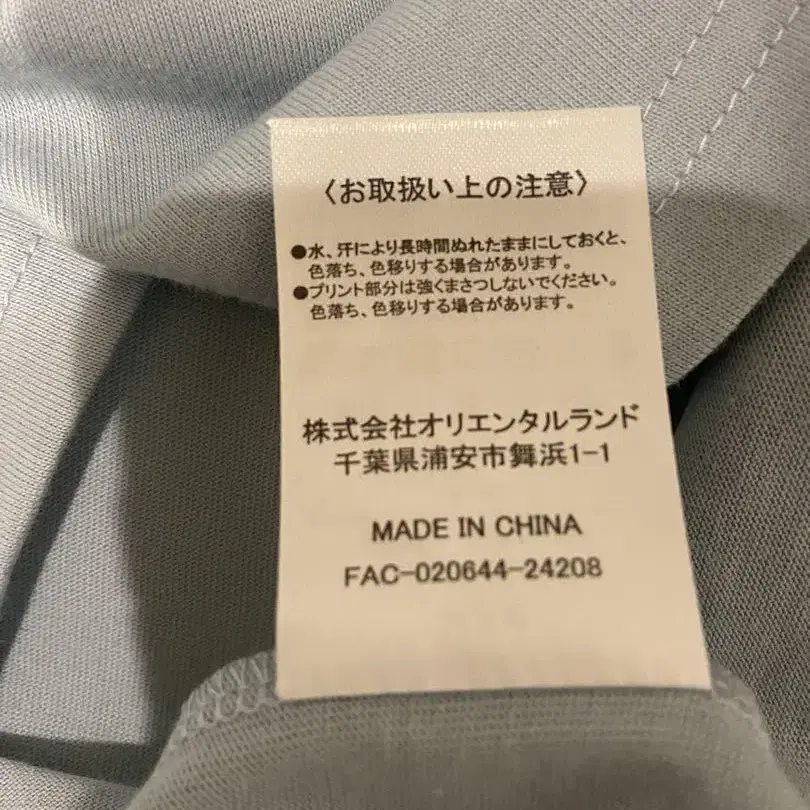 〈お取扱い上の注意〉
●水、汗により長時間ぬれたままにしておくと、
色落ち、色移りする場合があります。
●プリント部分は強くまさつしないでください。
色落ち、色移りする場合があります。
株式会社オリエンタルランド
千葉県浦安市舞浜1-1
MADE IN CHINA
FAC-020644-24208